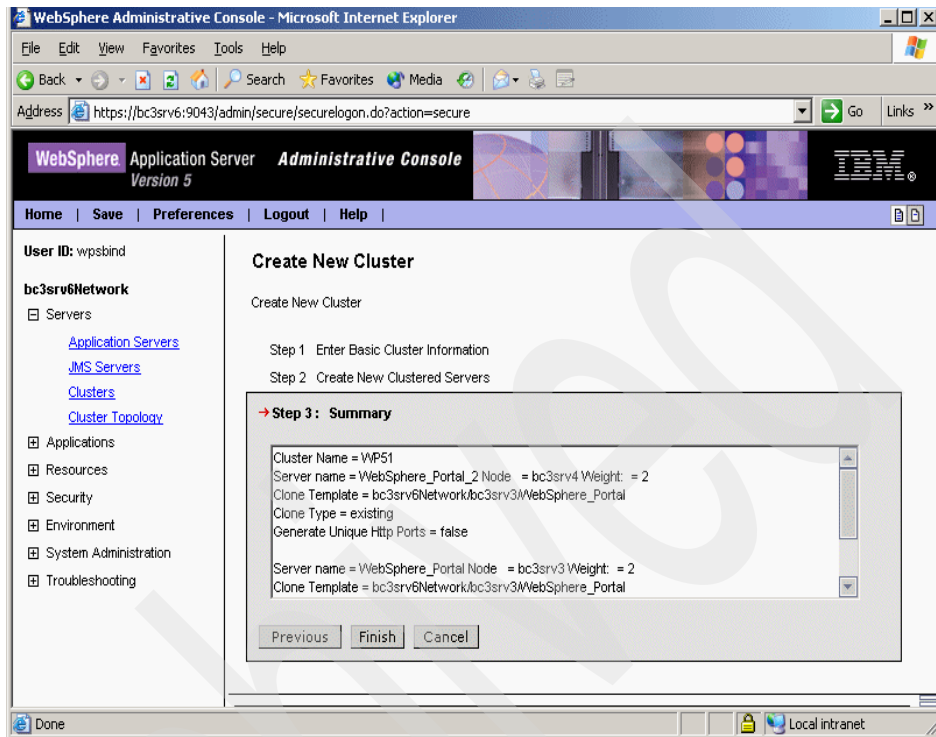 WebSphere Administrative Console - Microsoft Internet Explorer
File Edit View Favorites Tools Help
Back Search Favorites Media
Address https://bc3srv6:9043/admin/secure/securelogon.do?action=secure Go Links »
WebSphere. Application Server Administrative Console
Version 5
IBM®
Home | Save | Preferences | Logout | Help |
User ID: wpsbind
bc3srv6Network
Servers
Application Servers
JMS Servers
Clusters
Cluster Topology
Applications
Resources
Security
Environment
System Administration
Troubleshooting
Create New Cluster
Create New Cluster
Step 1 Enter Basic Cluster Information
Step 2 Create New Clustered Servers
Step 3 : Summary
Cluster Name = WP51
Server name = WebSphere_Portal_2 Node = bc3srv4 Weight: = 2
Clone Template = bc3srv6Network/bc3srv3/WebSphere_Portal
Clone Type = existing
Generate Unique Http Ports = false
Server name = WebSphere_Portal Node = bc3srv3 Weight: = 2
Clone Template = bc3srv6Network/bc3srv3/WebSphere_Portal
Previous Finish Cancel
Done Local intranet